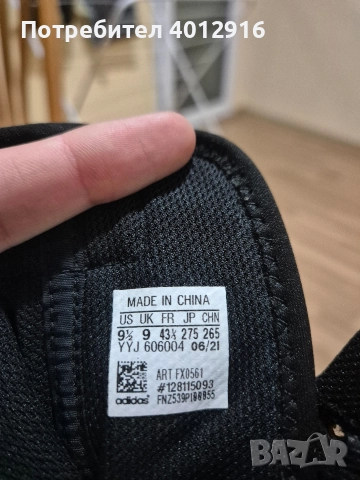 Потребител 4012916
MADE IN CHINA
US UK FR JP CHN
9½ 9 43⅓ 275 265
YYJ 606004 06/21
ART FX0561
#128115093
adidas
BAZAR